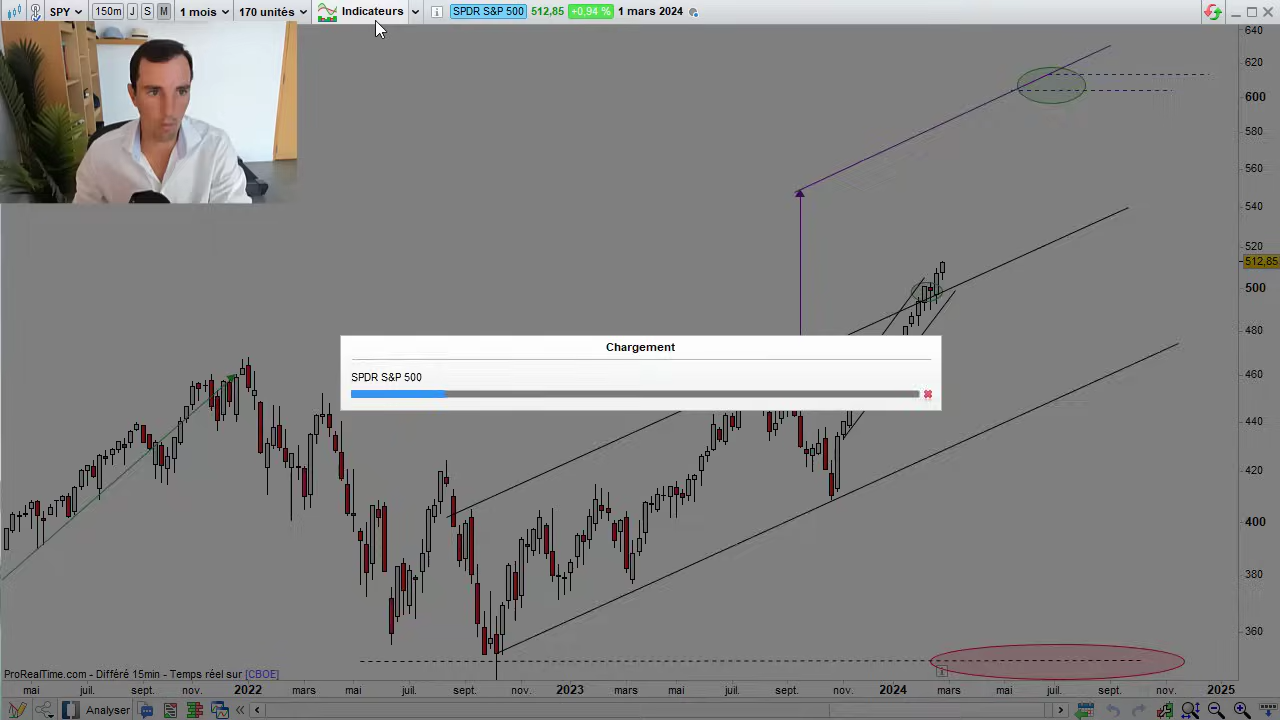 SPY 150m J S M 1 mois 170 unités Indicateurs SPDR S&P 500 512,85 +0,94 % 1 mars 2024
640
620
600
580
560
540
520
512,85
500
480
460
440
420
400
380
360
Chargement
SPDR S&P 500
ProRealTime.com - Différé 15min - Temps réel sur [CBOE]
mai juil. sept. nov. 2022 mars mai juil. sept. nov. 2023 mars mai juil. sept. nov. 2024 mars mai juil. sept. nov. 2025
Analyser